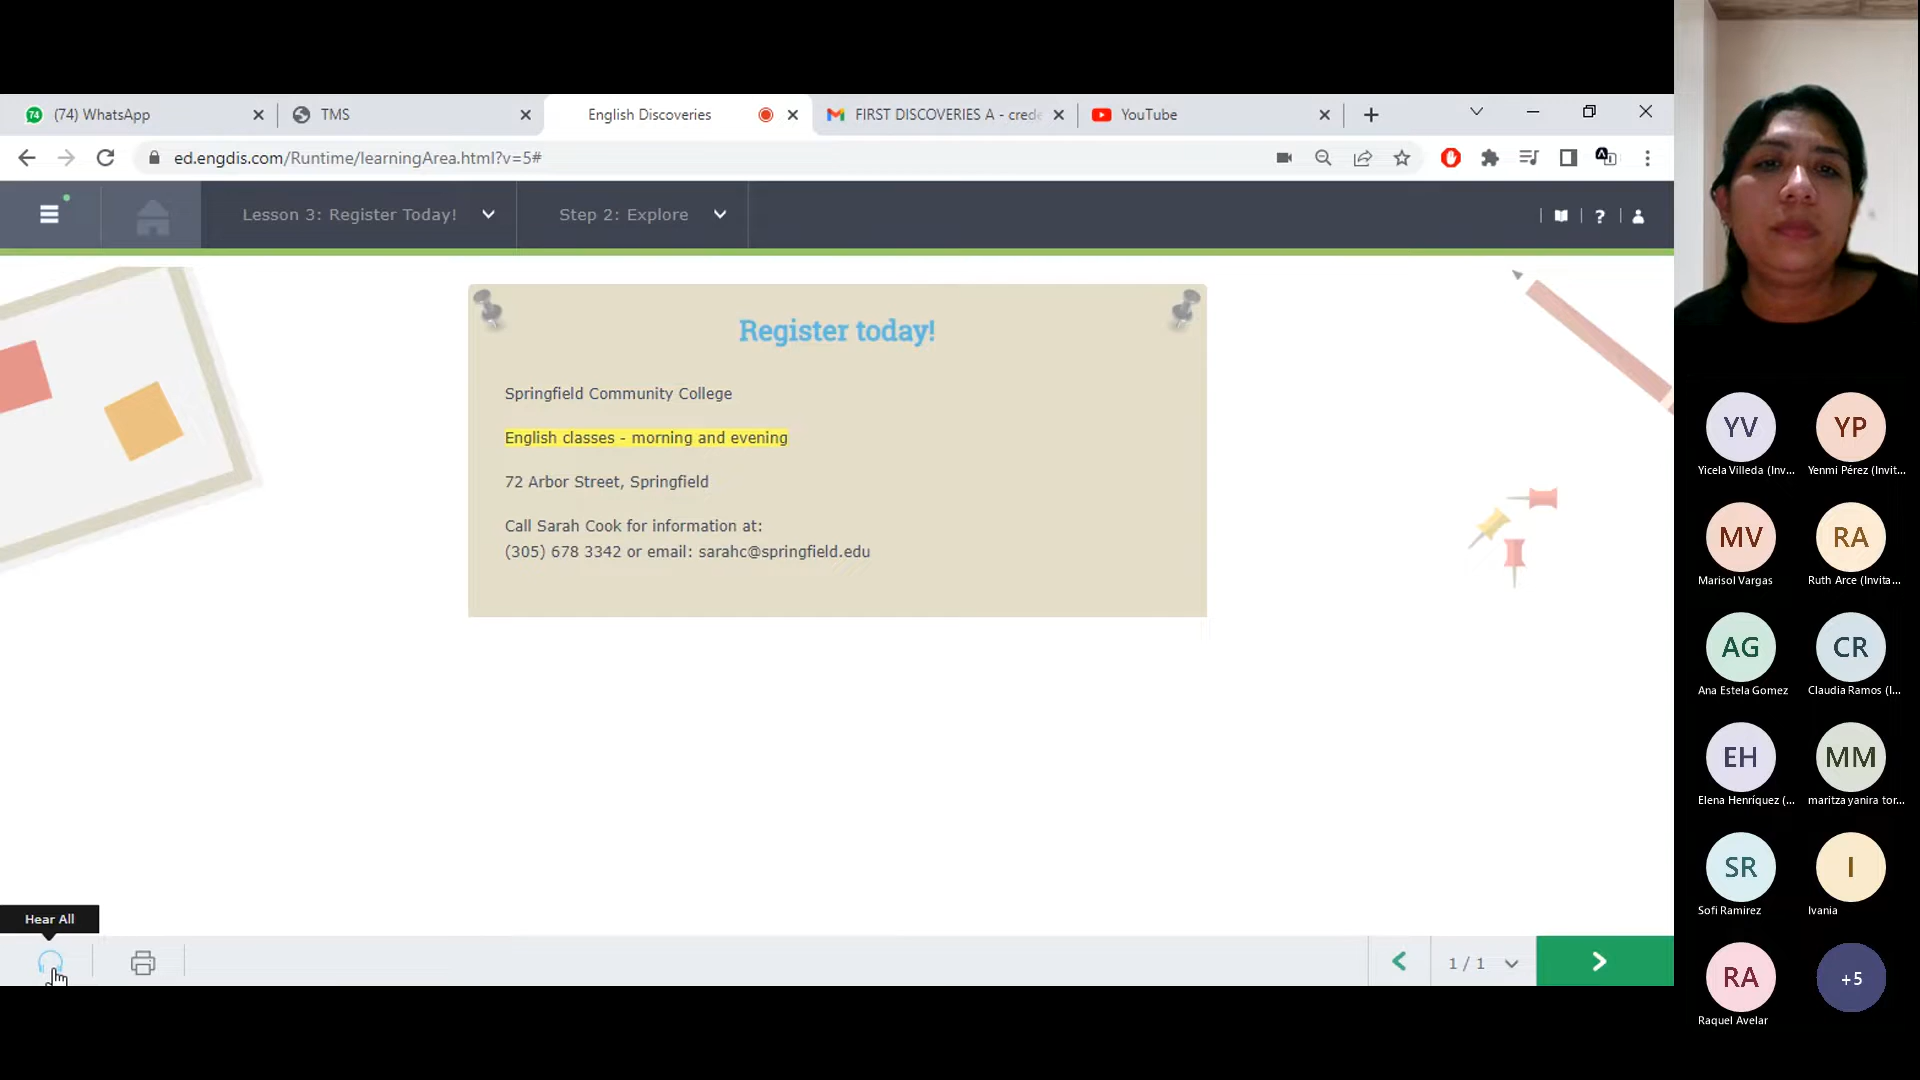 74
(74) WhatsApp
TMS
English Discoveries
FIRST DISCOVERIES A - crede
YouTube
ed.engdis.com/Runtime/learningArea.html?v=5#
Lesson 3: Register Today!
Step 2: Explore
?
Register today!
Springfield Community College
English classes - morning and evening
72 Arbor Street, Springfield
Call Sarah Cook for information at:
(305) 678 3342 or email: sarahc@springfield.edu
Hear All
1 / 1
YV
YP
Yicela Villeda (Inv...
Yenmi Pérez (Invit...
MV
RA
Marisol Vargas
Ruth Arce (Invita...
AG
CR
Ana Estela Gomez
Claudia Ramos (I...
EH
MM
Elena Henríquez (...
maritza yanira tor...
SR
I
Sofi Ramirez
Ivania
RA
+5
Raquel Avelar